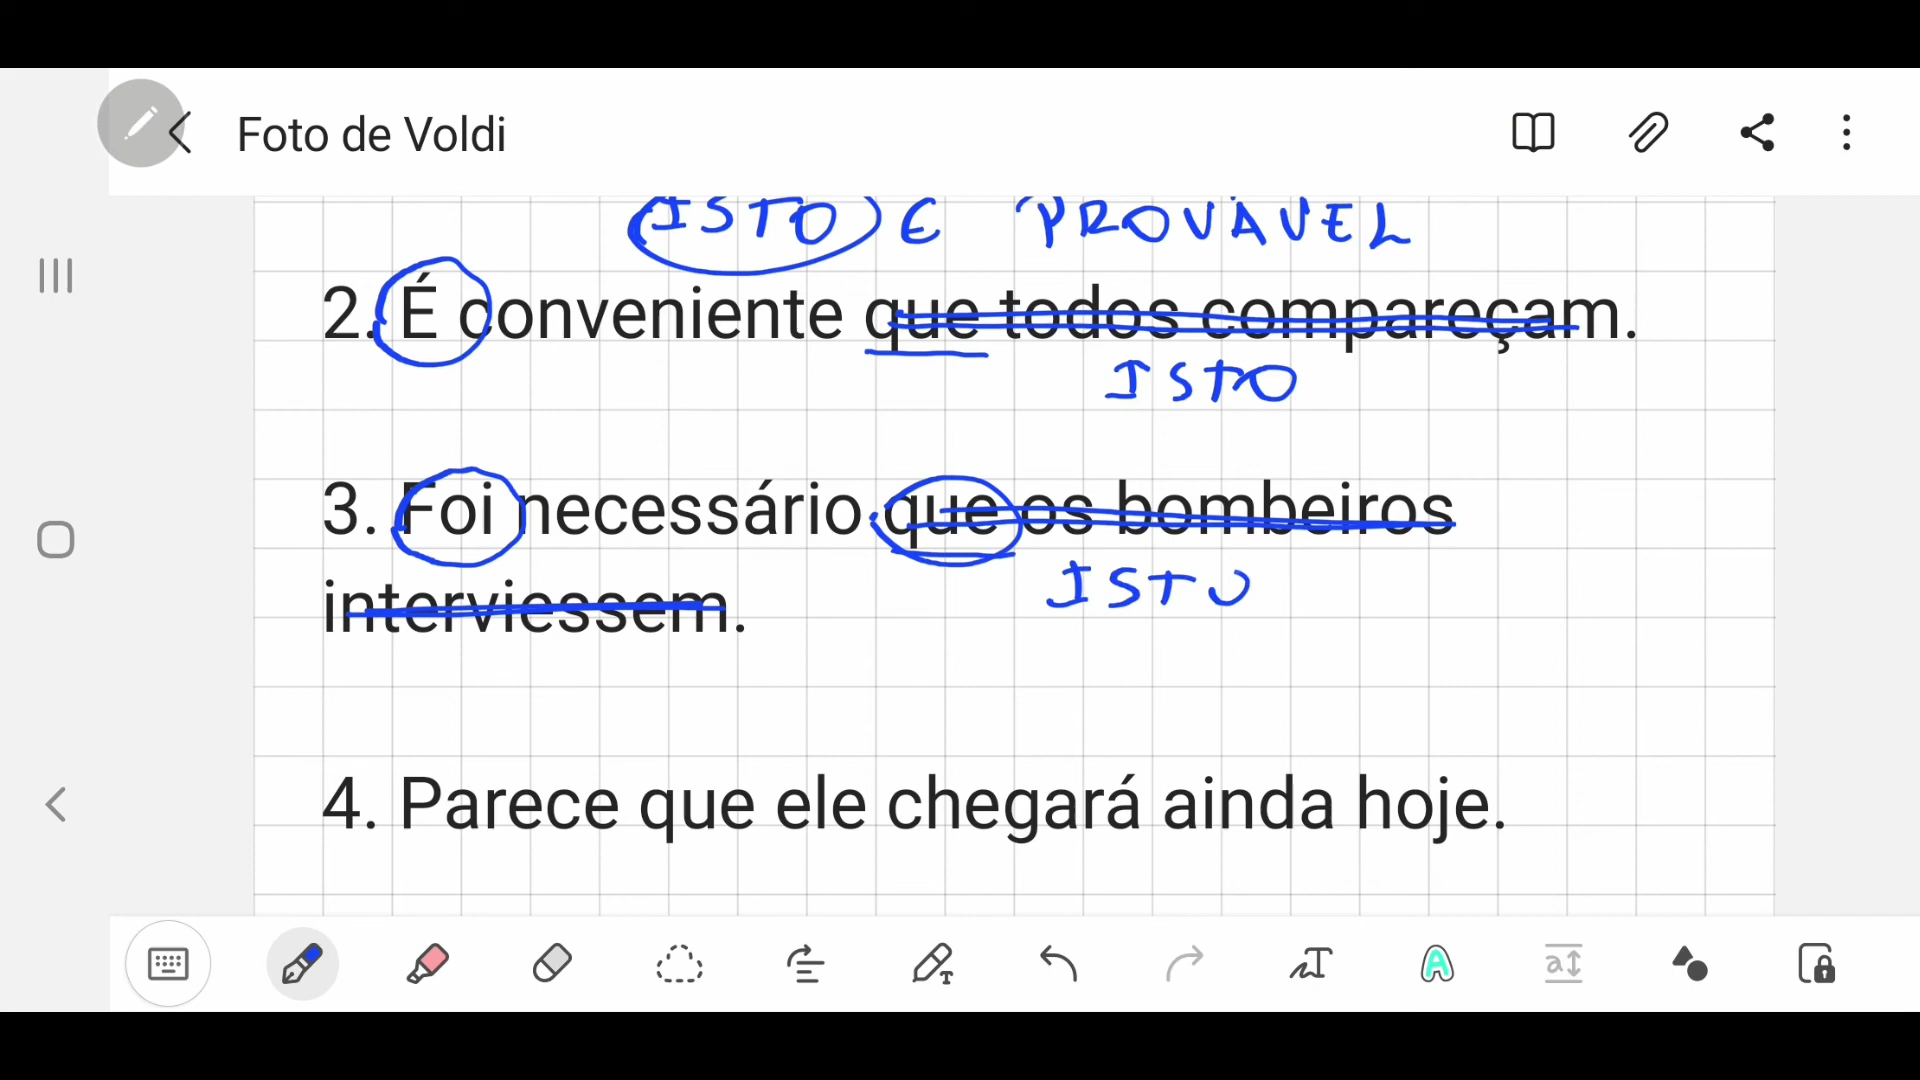 Foto de Voldi
ISTO É PROVÁVEL
2. É conveniente que todos compareçam.
ISTO
3. Foi necessário que os bombeiros
ISTO
interviessem.
4. Parece que ele chegará ainda hoje.